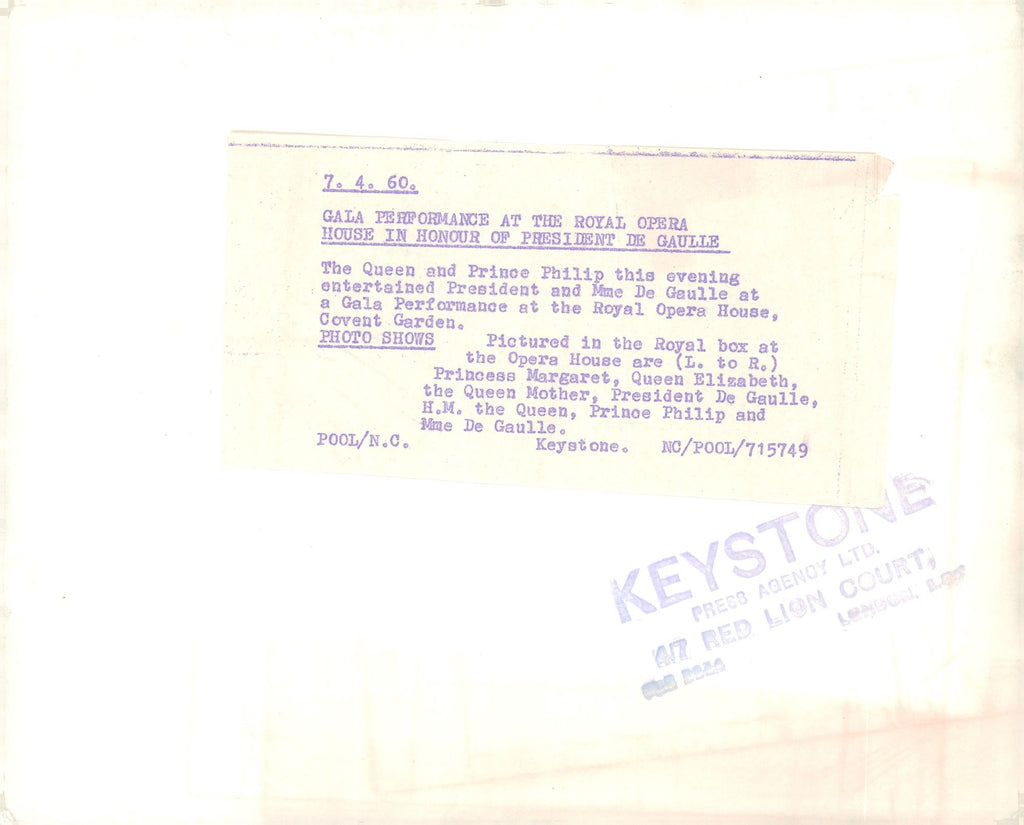 7. 4. 60.
GALA PERFORMANCE AT THE ROYAL OPERA
HOUSE IN HONOUR OF PRESIDENT DE GAULLE
The Queen and Prince Philip this evening
entertained President and Mme De Gaulle at
a Gala Performance at the Royal Opera House,
Covent Garden.
PHOTO SHOWS Pictured in the Royal box at
the Opera House are (L. to R.)
Princess Margaret, Queen Elizabeth,
the Queen Mother, President De Gaulle,
H.M. the Queen, Prince Philip and
Mme De Gaulle.
POOL/N.C. Keystone. NC/POOL/715749
KEYSTONE
PRESS AGENCY LTD.
4/7 RED LION COURT,
LONDON,